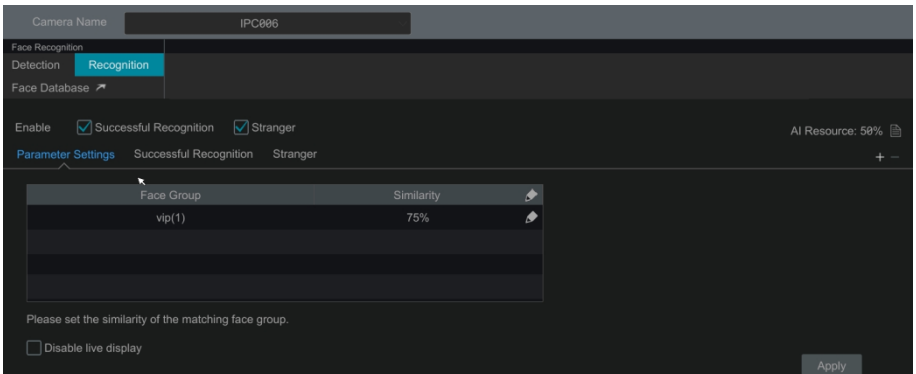 Camera Name IPC006
Face Recognition
Detection Recognition
Face Database
Enable Successful Recognition Stranger AI Resource: 50%
Parameter Settings Successful Recognition Stranger + −
Face Group Similarity
vip(1) 75%
Please set the similarity of the matching face group.
Disable live display
Apply